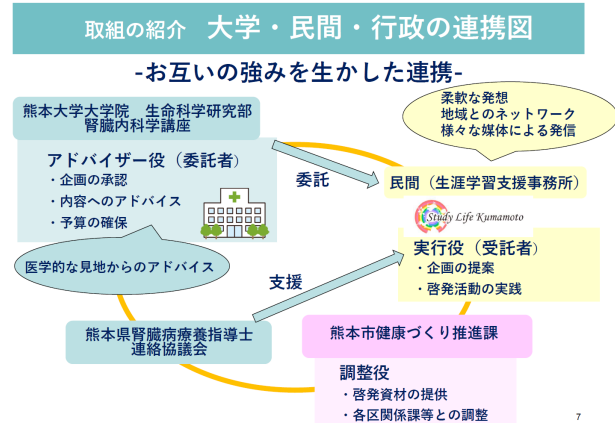 取組の紹介 大学・民間・行政の連携図
-お互いの強みを生かした連携-
熊本大学大学院 生命科学研究部
腎臓内科学講座
アドバイザー役（委託者）
・企画の承認
・内容へのアドバイス
・予算の確保
医学的な見地からのアドバイス
委託
柔軟な発想
地域とのネットワーク
様々な媒体による発信
民間（生涯学習支援事務所）
Study Life Kumamoto
実行役（受託者）
・企画の提案
・啓発活動の実践
支援
熊本県腎臓病療養指導士
連絡協議会
熊本市健康づくり推進課
調整役
・啓発資材の提供
・各区関係課等との調整
7